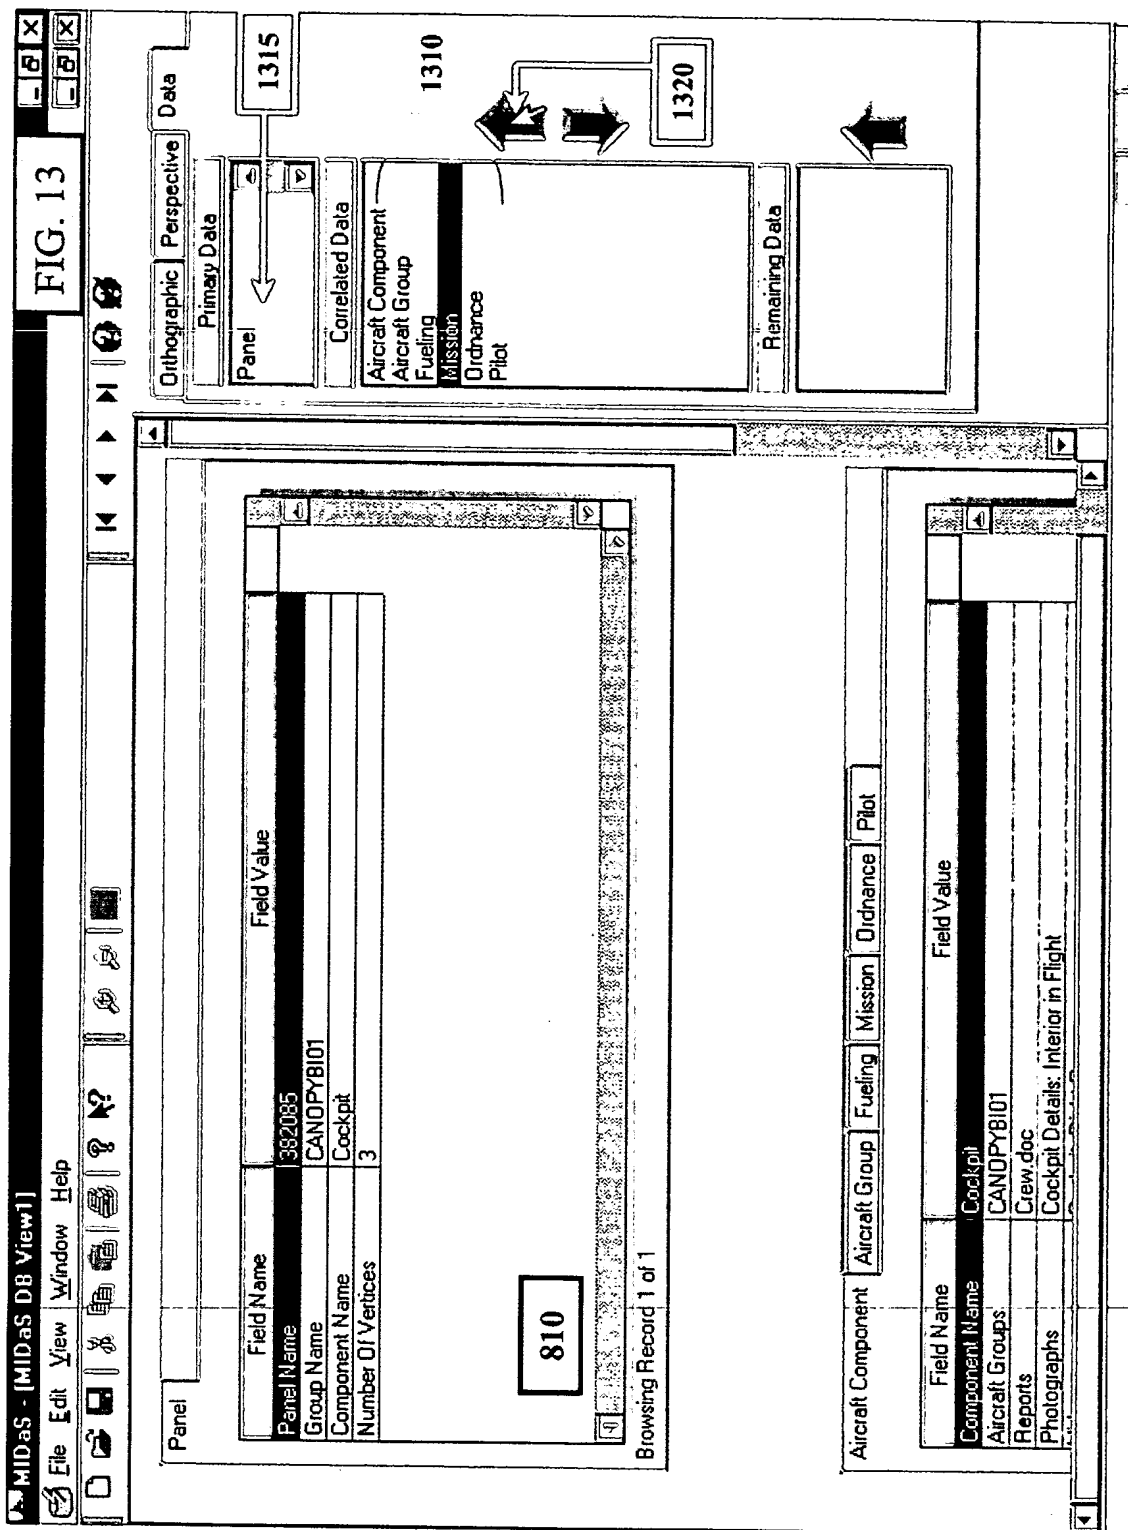 MIDaS - [MIDaS DB View1]
File Edit View Window Help
FIG. 13
Panel
Field Name Field Value
Panel Name 392085
Group Name CANOPYBI01
Component Name Cockpit
Number Of Vertices 3
810
Browsing Record 1 of 1
Aircraft Component Aircraft Group Fueling Mission Ordnance Pilot
Field Name Field Value
Component Name Cockpit
Aircraft Groups CANOPYBI01
Reports Crew.doc
Photographs Cockpit Details: Interior in Flight
Orthographic Perspective Data
Primary Data
Panel
1315
Correlated Data
Aircraft Component
Aircraft Group
Fueling
Mission
Ordnance
Pilot
1310
1320
Remaining Data